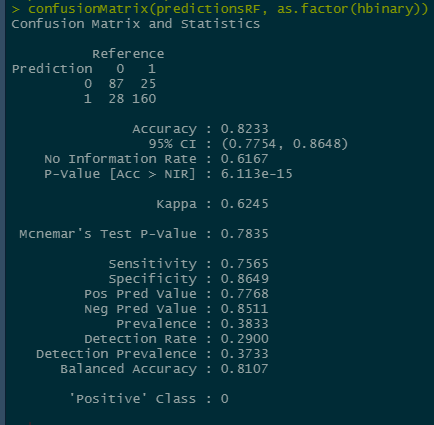 > confusionMatrix(predictionsRF, as.factor(hbinary))
Confusion Matrix and Statistics
Reference
Prediction 0 1
0 87 25
1 28 160
Accuracy : 0.8233
95% CI : (0.7754, 0.8648)
No Information Rate : 0.6167
P-Value [Acc > NIR] : 6.113e-15
Kappa : 0.6245
Mcnemar's Test P-Value : 0.7835
Sensitivity : 0.7565
Specificity : 0.8649
Pos Pred Value : 0.7768
Neg Pred Value : 0.8511
Prevalence : 0.3833
Detection Rate : 0.2900
Detection Prevalence : 0.3733
Balanced Accuracy : 0.8107
'Positive' Class : 0